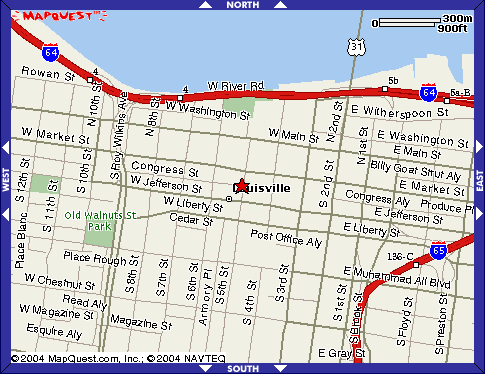 NORTH
MAPQUEST
300m
900ft
31
64
Rowan St
4
4
W River Rd
5b
64
5a-B
N 10th St
S Roy Wilkins Ave
N 8th St
W Washington St
E Witherspoon St
N 2nd St
N 1st St
W Market St
W Main St
E Washington St
E Main St
Billy Goat Strut Aly
Congress St
W Jefferson St
Louisville
E Market St
Congress Aly
Produce Pl
WEST
EAST
S 12th St
S 11th St
S 10th St
W Liberty St
Cedar St
S 2nd St
E Jefferson St
E Liberty St
Old Walnuts St
Park
Post Office Aly
65
136-C
Place Blanc
Place Rough
E Muhammad Ali Blvd
W Chestnut St
Read Aly
W Magazine St
Magazine St
Esquire Aly
S 8th St
S 7th St
S 6th St
Armory Pl
S 5th St
S 4th St
S 3rd St
S 1st St
S Brook St
S Floyd St
S Preston St
E Gray St
©2004 MapQuest.com, Inc.; ©2004 NAVTEQ
SOUTH